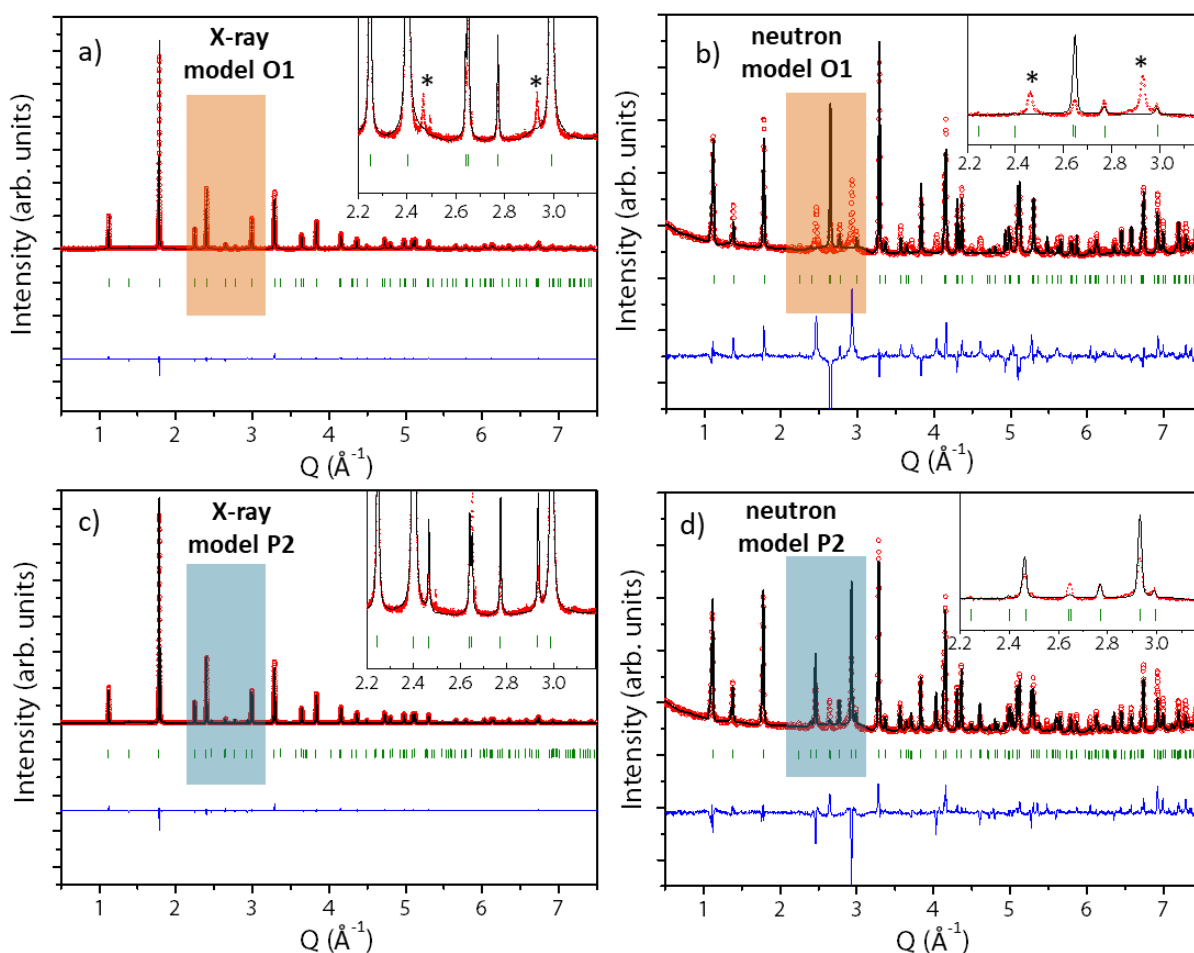 a)
X-ray
model O1
*
*
2.2 2.4 2.6 2.8 3.0
Intensity (arb. units)
1 2 3 4 5 6 7
Q (Å-1)
b)
neutron
model O1
*
*
2.2 2.4 2.6 2.8 3.0
Intensity (arb. units)
1 2 3 4 5 6 7
Q (Å-1)
c)
X-ray
model P2
2.2 2.4 2.6 2.8 3.0
Intensity (arb. units)
1 2 3 4 5 6 7
Q (Å-1)
d)
neutron
model P2
2.2 2.4 2.6 2.8 3.0
Intensity (arb. units)
1 2 3 4 5 6 7
Q (Å-1)